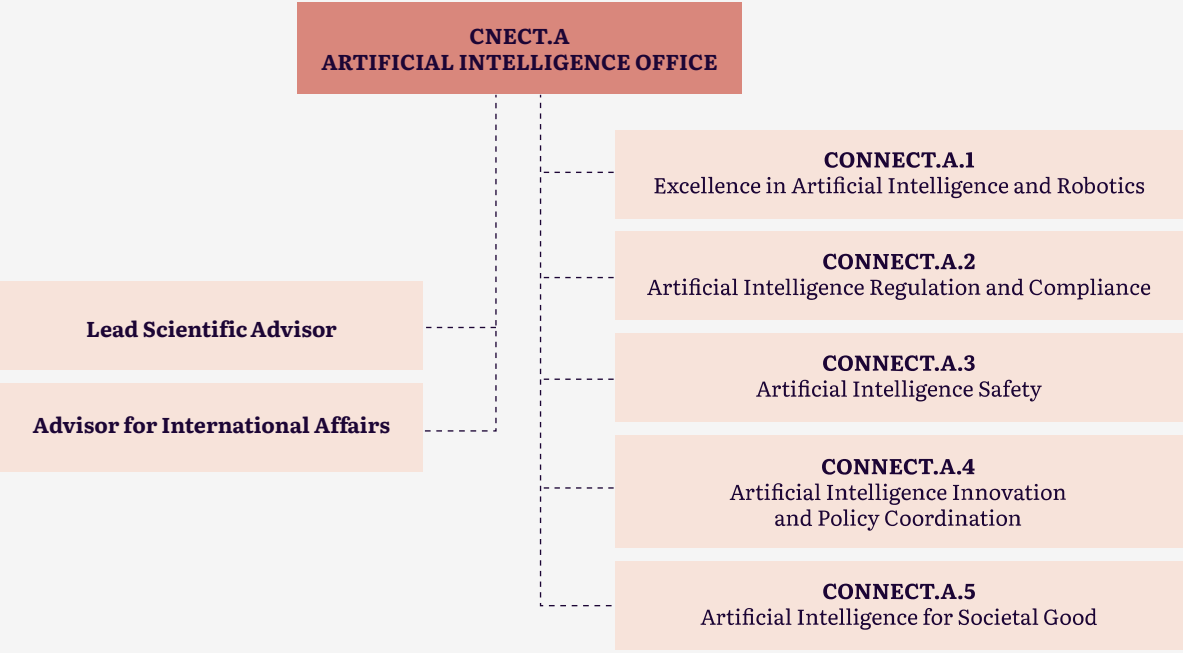 CNECT.A
ARTIFICIAL INTELLIGENCE OFFICE
Lead Scientific Advisor
Advisor for International Affairs
CONNECT.A.1
Excellence in Artificial Intelligence and Robotics
CONNECT.A.2
Artificial Intelligence Regulation and Compliance
CONNECT.A.3
Artificial Intelligence Safety
CONNECT.A.4
Artificial Intelligence Innovation
and Policy Coordination
CONNECT.A.5
Artificial Intelligence for Societal Good